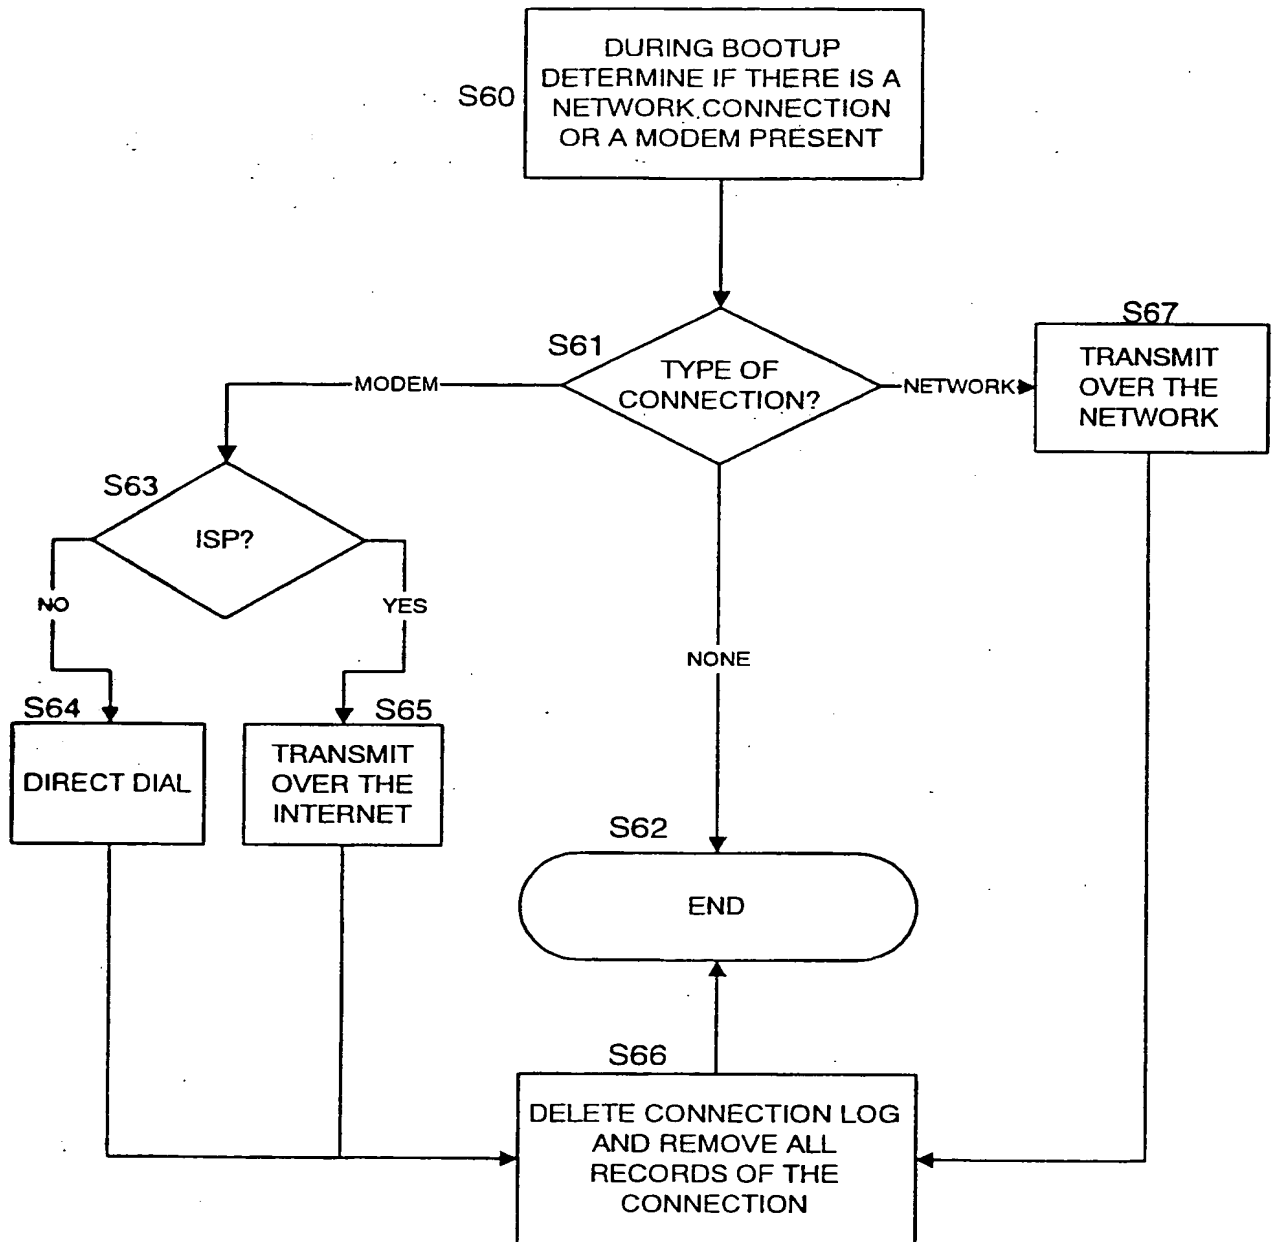 S60
DURING BOOTUP
DETERMINE IF THERE IS A
NETWORK CONNECTION
OR A MODEM PRESENT
S61
TYPE OF
CONNECTION?
MODEM
NETWORK
S67
TRANSMIT
OVER THE
NETWORK
S63
ISP?
NO
YES
NONE
S64
DIRECT DIAL
S65
TRANSMIT
OVER THE
INTERNET
S62
END
S66
DELETE CONNECTION LOG
AND REMOVE ALL
RECORDS OF THE
CONNECTION